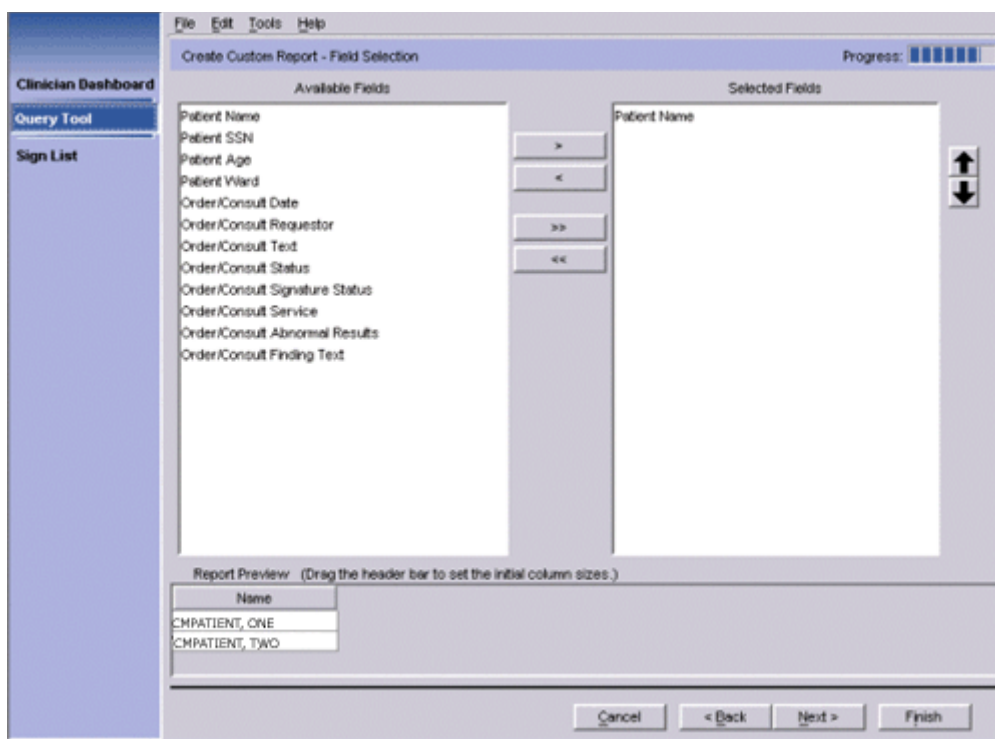 File Edit Tools Help
Create Custom Report - Field Selection
Progress:
Clinician Dashboard
Query Tool
Sign List
Available Fields
Patient Name
Patient SSN
Patient Age
Patient Ward
Order/Consult Date
Order/Consult Requestor
Order/Consult Text
Order/Consult Status
Order/Consult Signature Status
Order/Consult Service
Order/Consult Abnormal Results
Order/Consult Finding Text
>
<
>>
<<
Selected Fields
Patient Name
Report Preview (Drag the header bar to set the initial column sizes.)
Name
CMPATIENT, ONE
CMPATIENT, TWO
Cancel < Back Next > Finish